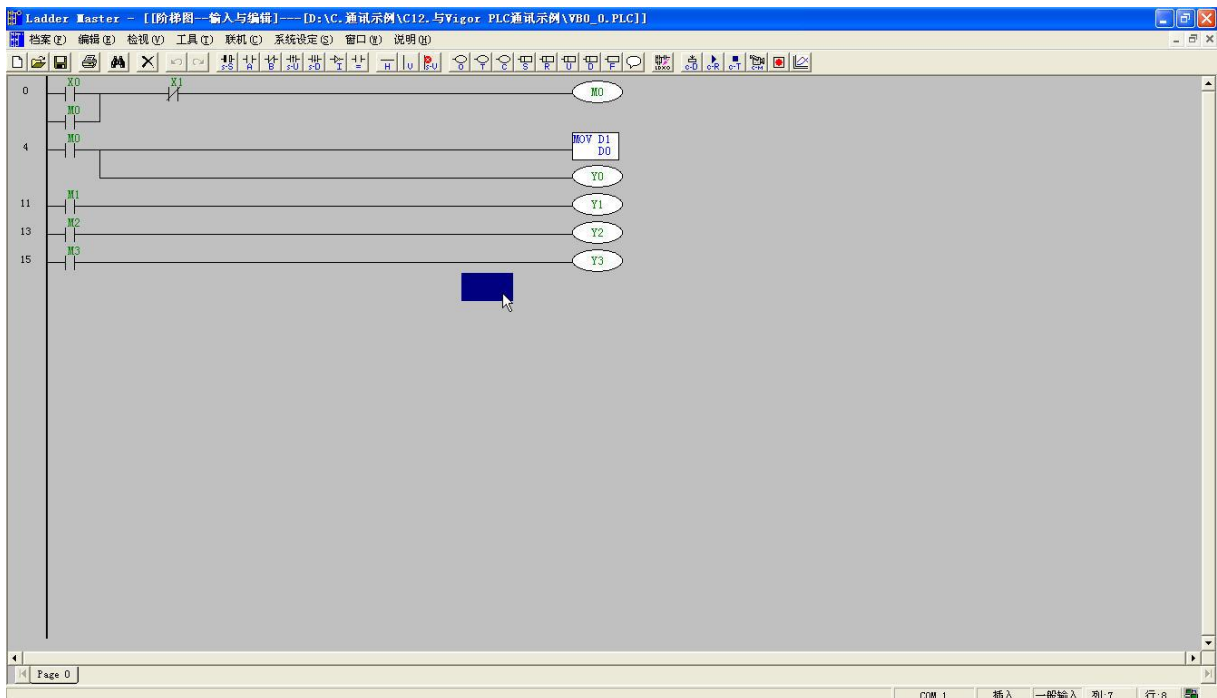 Ladder Master - [[阶梯图--输入与编辑]---[D:\C.通讯示例\C12.与Vigor PLC通讯示例\VB0_0.PLC]]
档案(F) 编辑(E) 检视(V) 工具(T) 联机(C) 系统设定(S) 窗口(W) 说明(H)
S-S A B S-U S-D I = H V S-V O T C S R U D F LDXO c-D c-R c-T C-M
X0 X1
0 M0
M0
M0
4 MOV D1
D0
Y0
M1
11 Y1
M2
13 Y2
M3
15 Y3
Page 0
COM 1 插入 一般输入 列:7 行:8